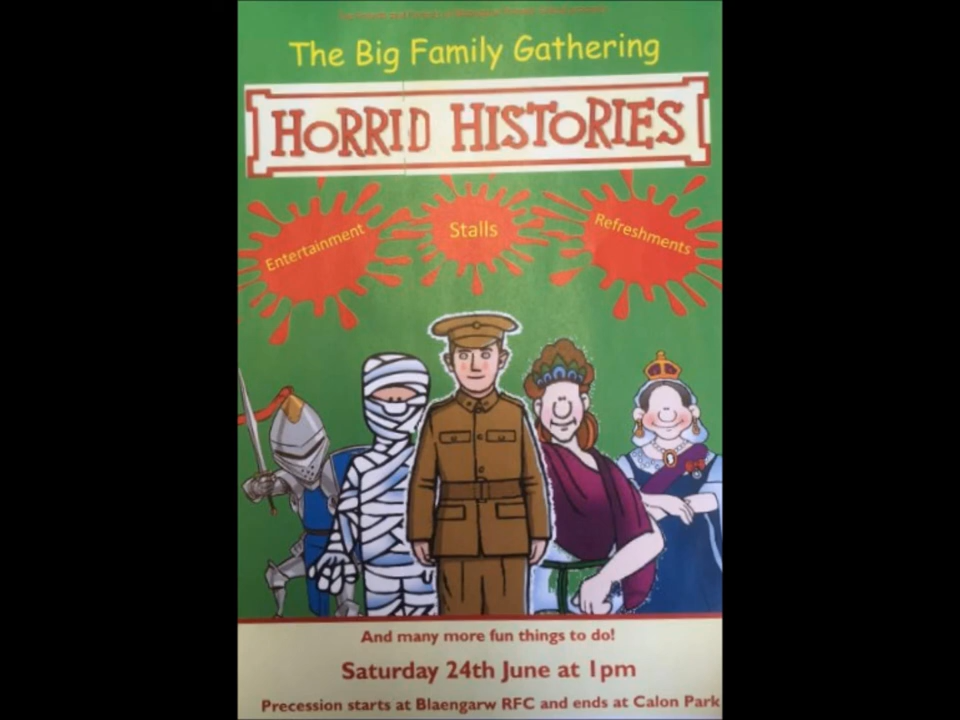 The Big Family Gathering
HORRID HISTORIES
Entertainment
Stalls
Refreshments
And many more fun things to do!
Saturday 24th June at 1pm
Precession starts at Blaengarw RFC and ends at Calon Park